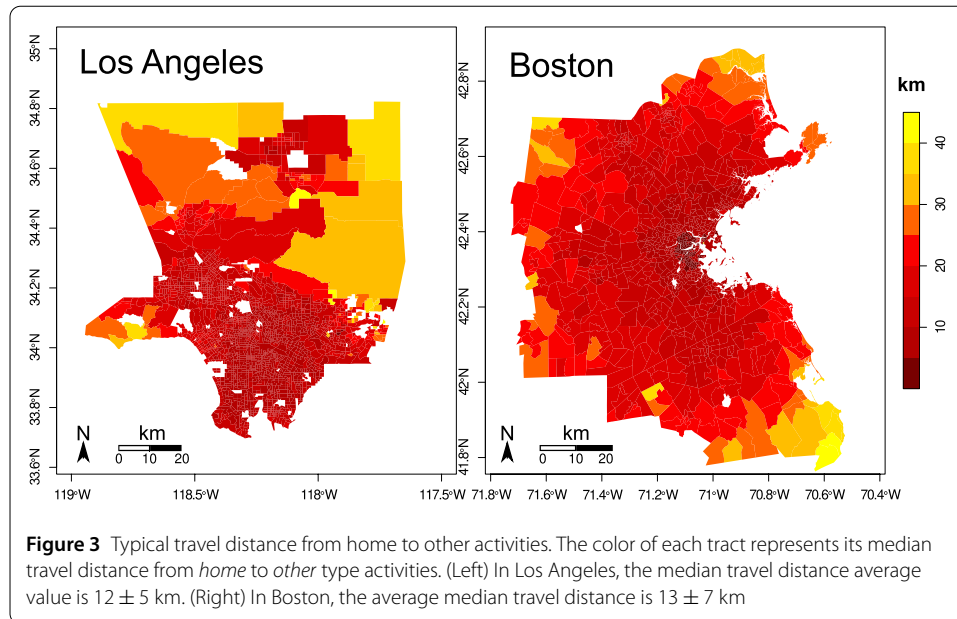 Los Angeles
35°N
34.8°N
34.6°N
34.4°N
34.2°N
34°N
33.8°N
33.6°N
N
km
0 10 20
119°W 118.5°W 118°W 117.5°W
Boston
42.8°N
42.6°N
42.4°N
42.2°N
42°N
41.8°N
N
km
0 10 20
71.8°W 71.6°W 71.2°W 71°W 70.8°W 70.6°W 70.4°W
km
40
30
20
10
Figure 3 Typical travel distance from home to other activities. The color of each tract represents its median
travel distance from home to other type activities. (Left) In Los Angeles, the median travel distance average
value is 12 ± 5 km. (Right) In Boston, the average median travel distance is 13 ± 7 km